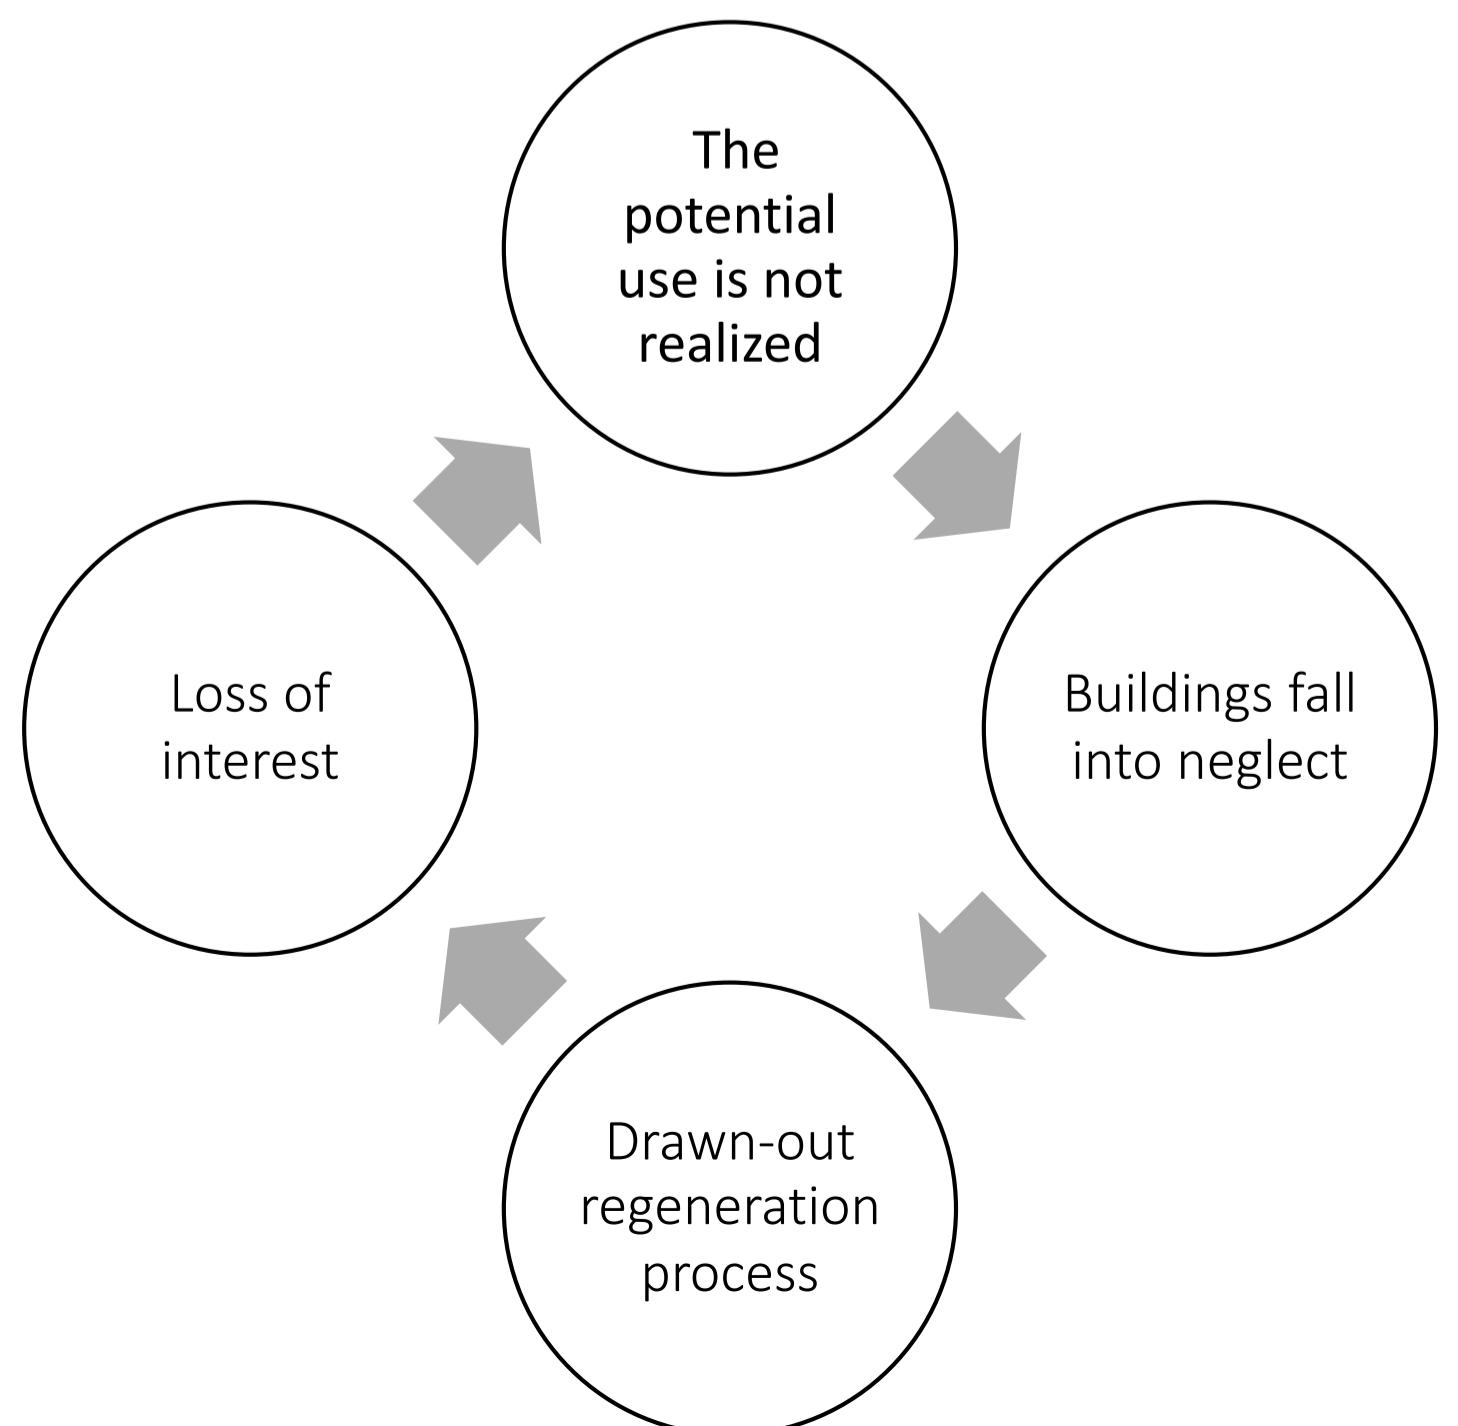 The
potential
use is not
realized
Buildings fall
into neglect
Drawn-out
regeneration
process
Loss of
interest